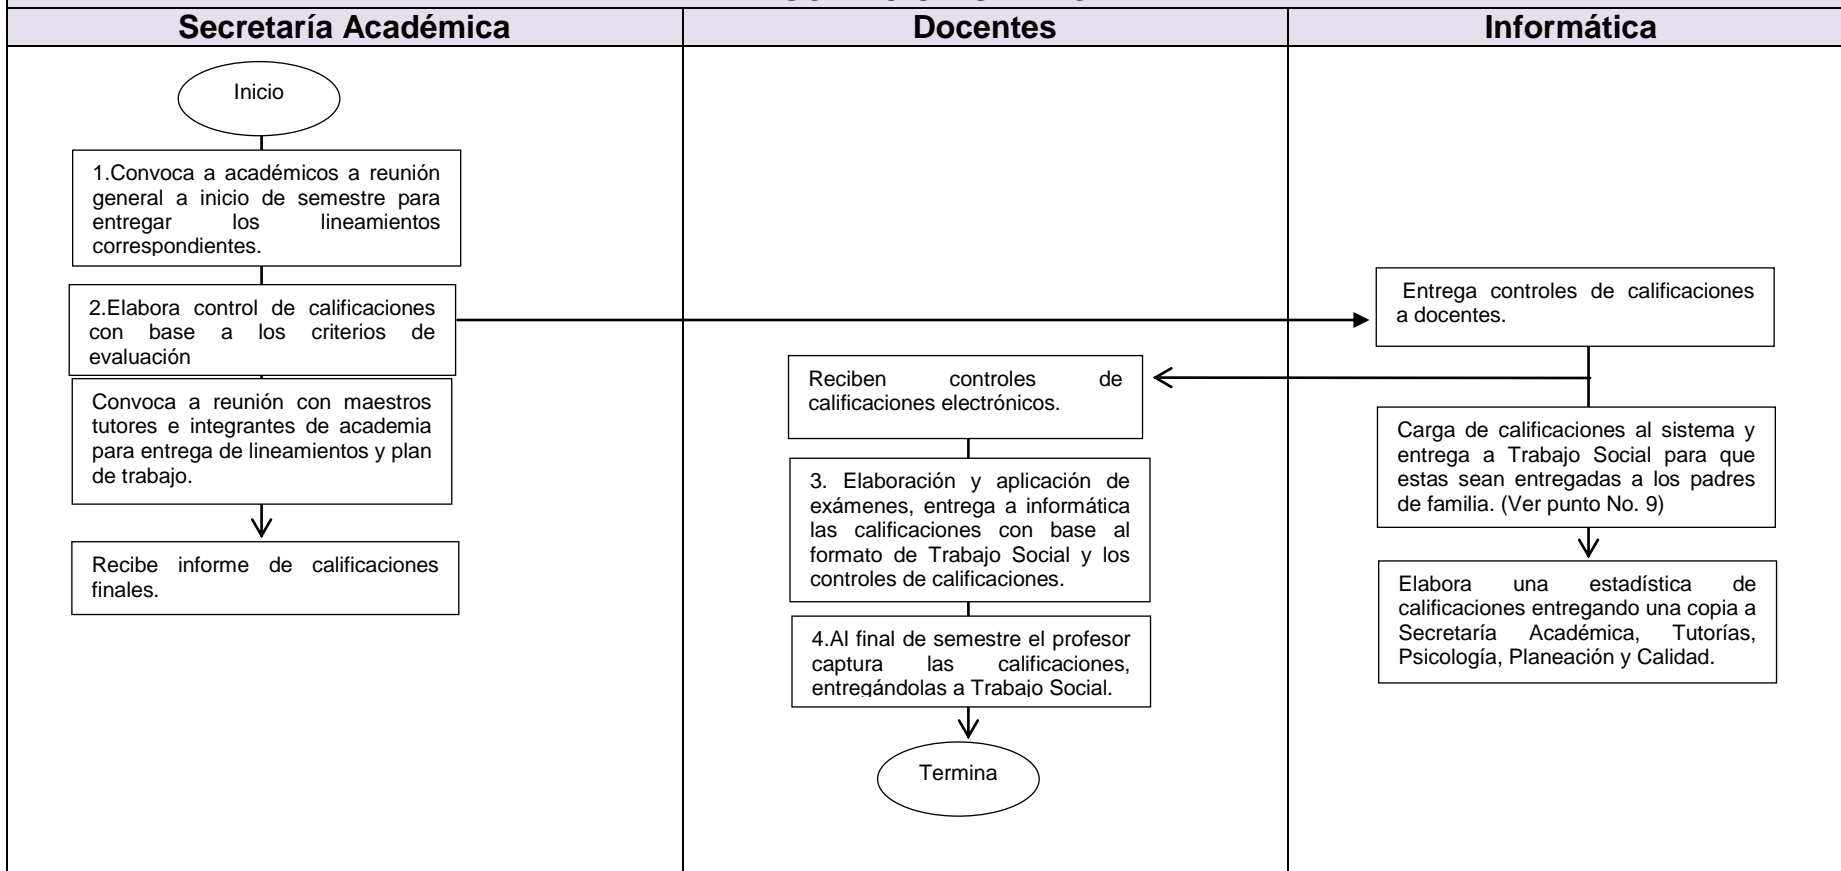 Secretaría Académica
Docentes
Informática
Inicio
1.Convoca a académicos a reunión
general a inicio de semestre para
entregar los lineamientos
correspondientes.
2.Elabora control de calificaciones
con base a los criterios de
evaluación
Convoca a reunión con maestros
tutores e integrantes de academia
para entrega de lineamientos y plan
de trabajo.
Recibe informe de calificaciones
finales.
Reciben controles de
calificaciones electrónicos.
3. Elaboración y aplicación de
exámenes, entrega a informática
las calificaciones con base al
formato de Trabajo Social y los
controles de calificaciones.
4.Al final de semestre el profesor
captura las calificaciones,
entregándolas a Trabajo Social.
Termina
Entrega controles de calificaciones
a docentes.
Carga de calificaciones al sistema y
entrega a Trabajo Social para que
estas sean entregadas a los padres
de familia. (Ver punto No. 9)
Elabora una estadística de
calificaciones entregando una copia a
Secretaría Académica, Tutorías,
Psicología, Planeación y Calidad.